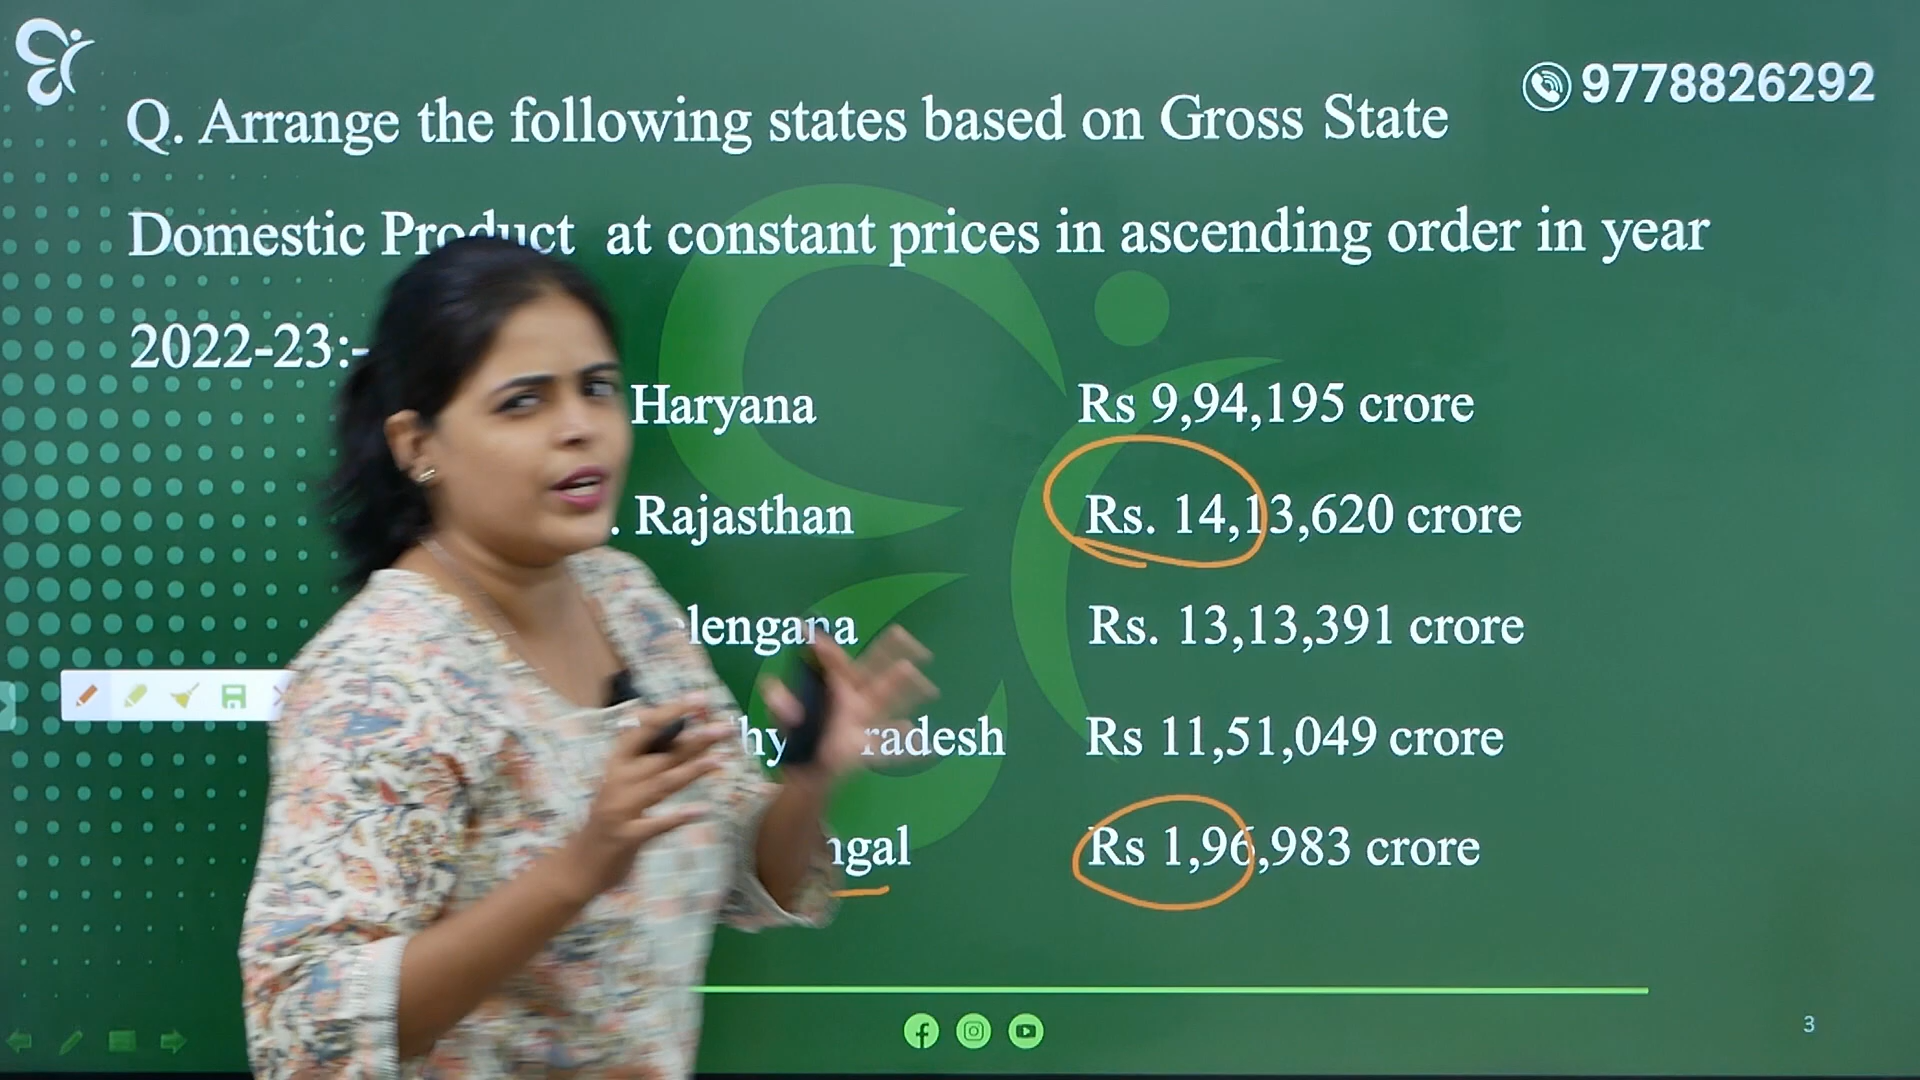 9778826292
Q. Arrange the following states based on Gross State
Domestic Product at constant prices in ascending order in year
2022-23:-
Haryana Rs 9,94,195 crore
. Rajasthan Rs. 14,13,620 crore
Rs. 13,13,391 crore
Rs 11,51,049 crore
Rs 1,96,983 crore
3